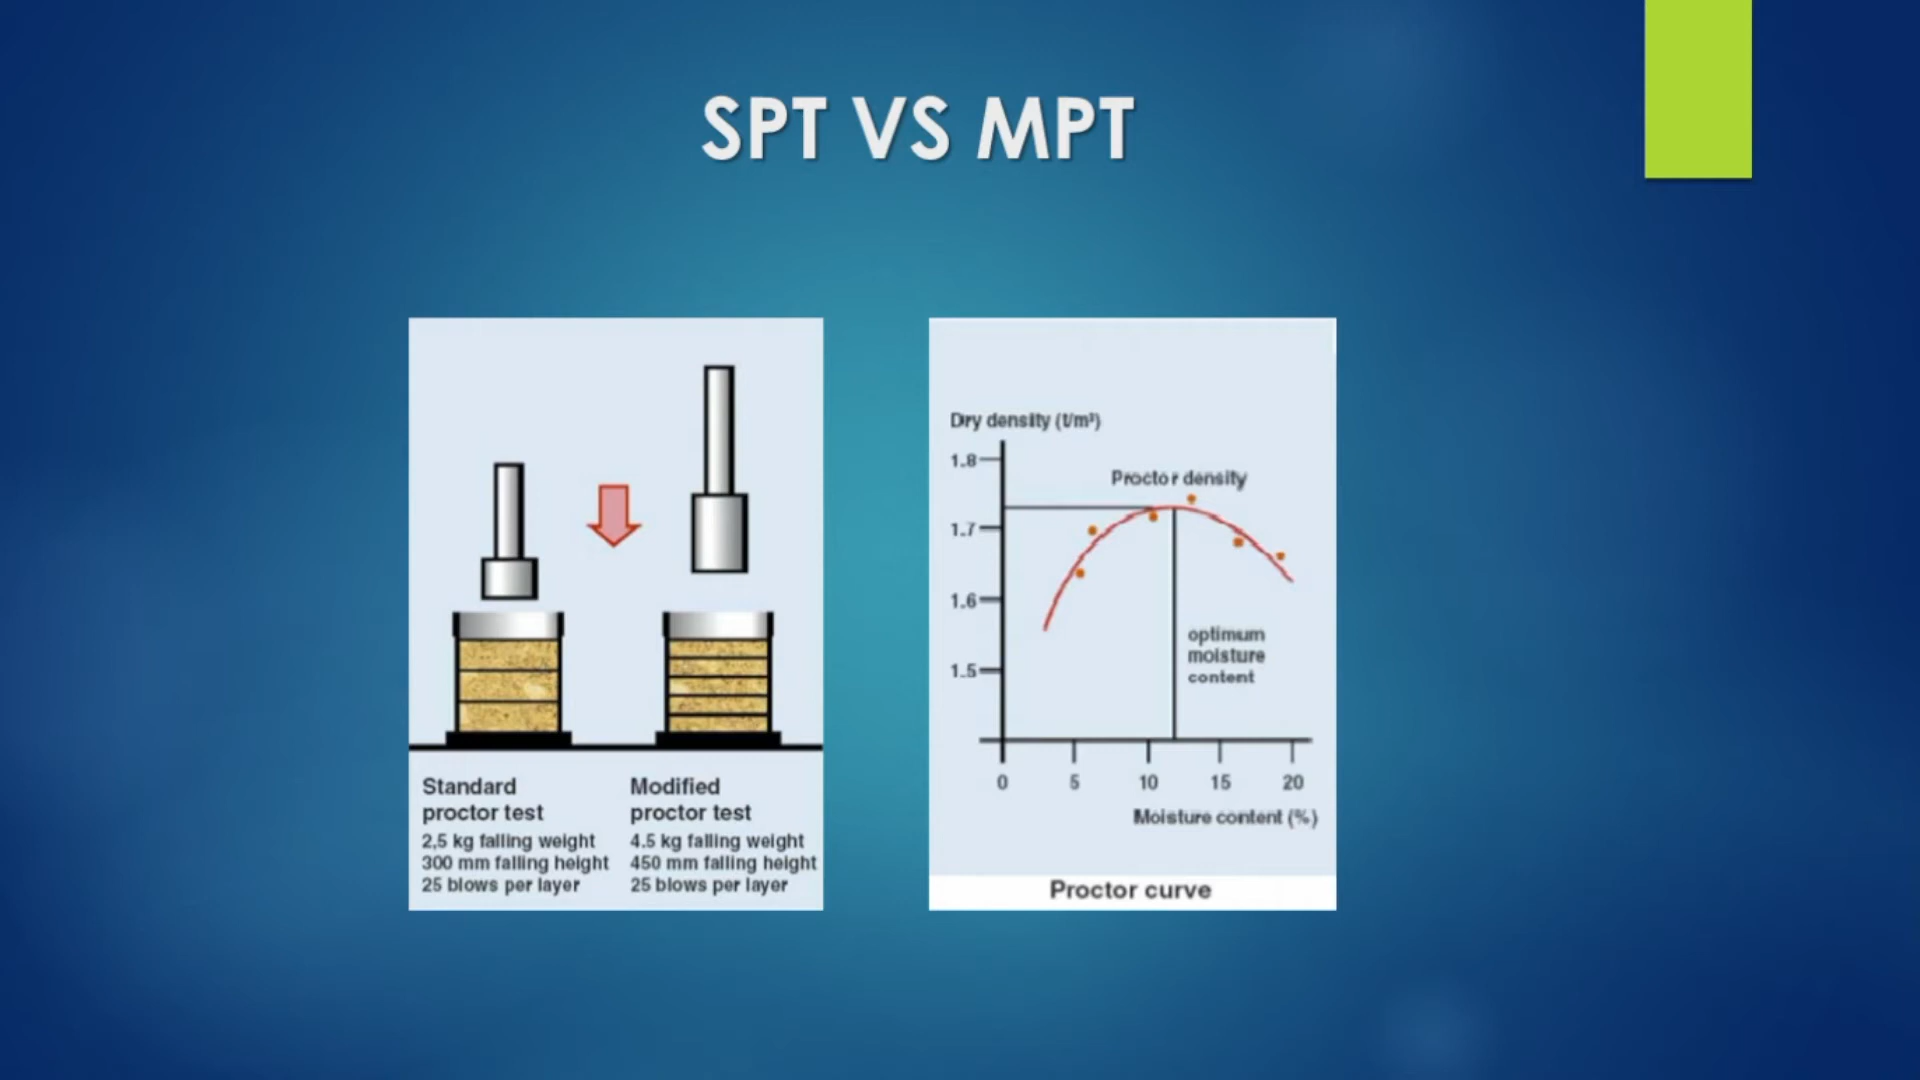 SPT VS MPT
Standard
proctor test
2,5 kg falling weight
300 mm falling height
25 blows per layer
Modified
proctor test
4.5 kg falling weight
450 mm falling height
25 blows per layer
Dry density (t/m³)
1.8
Proctor density
1.7
1.6
optimum
moisture
content
1.5
0 5 10 15 20
Moisture content (%)
Proctor curve